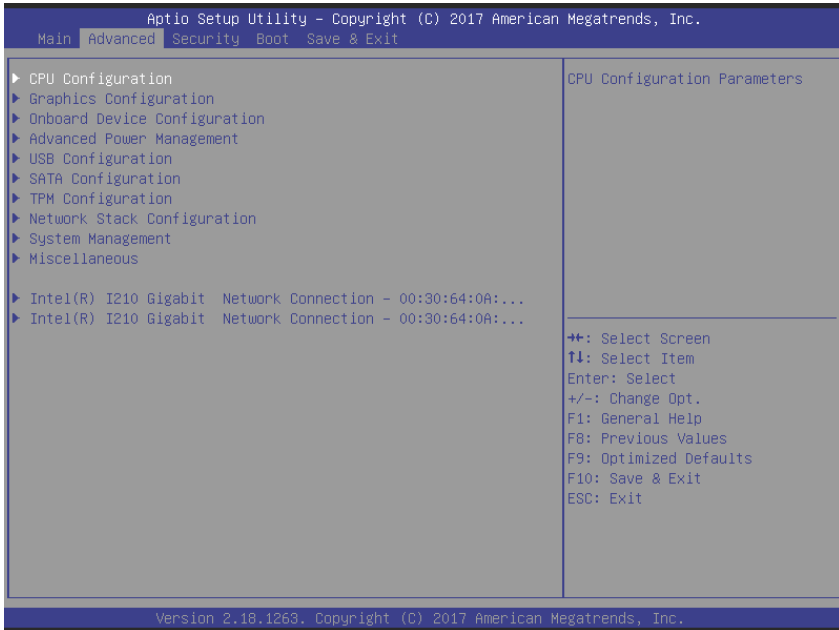 Aptio Setup Utility – Copyright (C) 2017 American Megatrends, Inc.
Main Advanced Security Boot Save & Exit
▶ CPU Configuration
▶ Graphics Configuration
▶ Onboard Device Configuration
▶ Advanced Power Management
▶ USB Configuration
▶ SATA Configuration
▶ TPM Configuration
▶ Network Stack Configuration
▶ System Management
▶ Miscellaneous
▶ Intel(R) I210 Gigabit  Network Connection – 00:30:64:0A:...
▶ Intel(R) I210 Gigabit  Network Connection – 00:30:64:0A:...
CPU Configuration Parameters
→←: Select Screen
↑↓: Select Item
Enter: Select
+/-: Change Opt.
F1: General Help
F8: Previous Values
F9: Optimized Defaults
F10: Save & Exit
ESC: Exit
Version 2.18.1263. Copyright (C) 2017 American Megatrends, Inc.